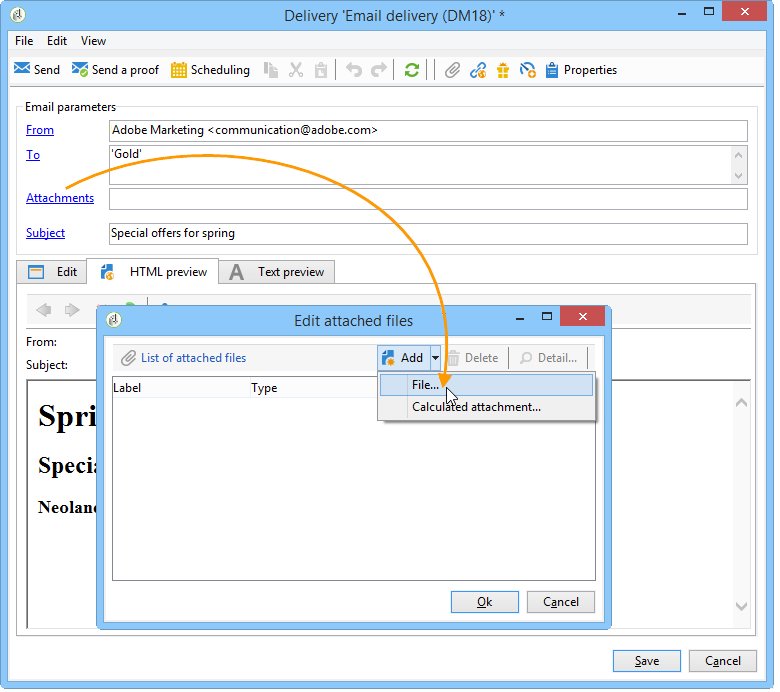 Delivery 'Email delivery (DM18)' *
File Edit View
Send Send a proof Scheduling Properties
Email parameters
From Adobe Marketing <communication@adobe.com>
To 'Gold'
Attachments
Subject Special offers for spring
Edit HTML preview A Text preview
Edit attached files
From:
List of attached files Add Delete Detail...
Subject:
Label Type File...
Calculated attachment...
Spri
Specia
Neolan
Ok Cancel
Save Cancel